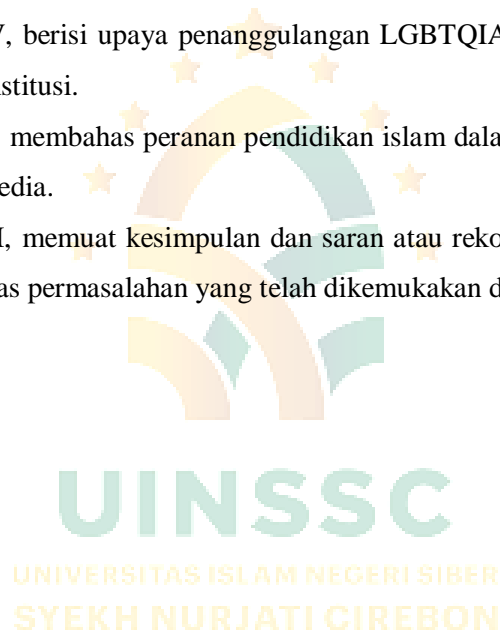 , berisi upaya penanggulangan LGBTQIA
stitusi.
membahas peranan pendidikan islam dala
edia.
I, memuat kesimpulan dan saran atau reko
as permasalahan yang telah dikemukakan d
UINSSC
UNIVERSITAS ISLAM NEGERI SIBER
SYEKH NURJATI CIREBON